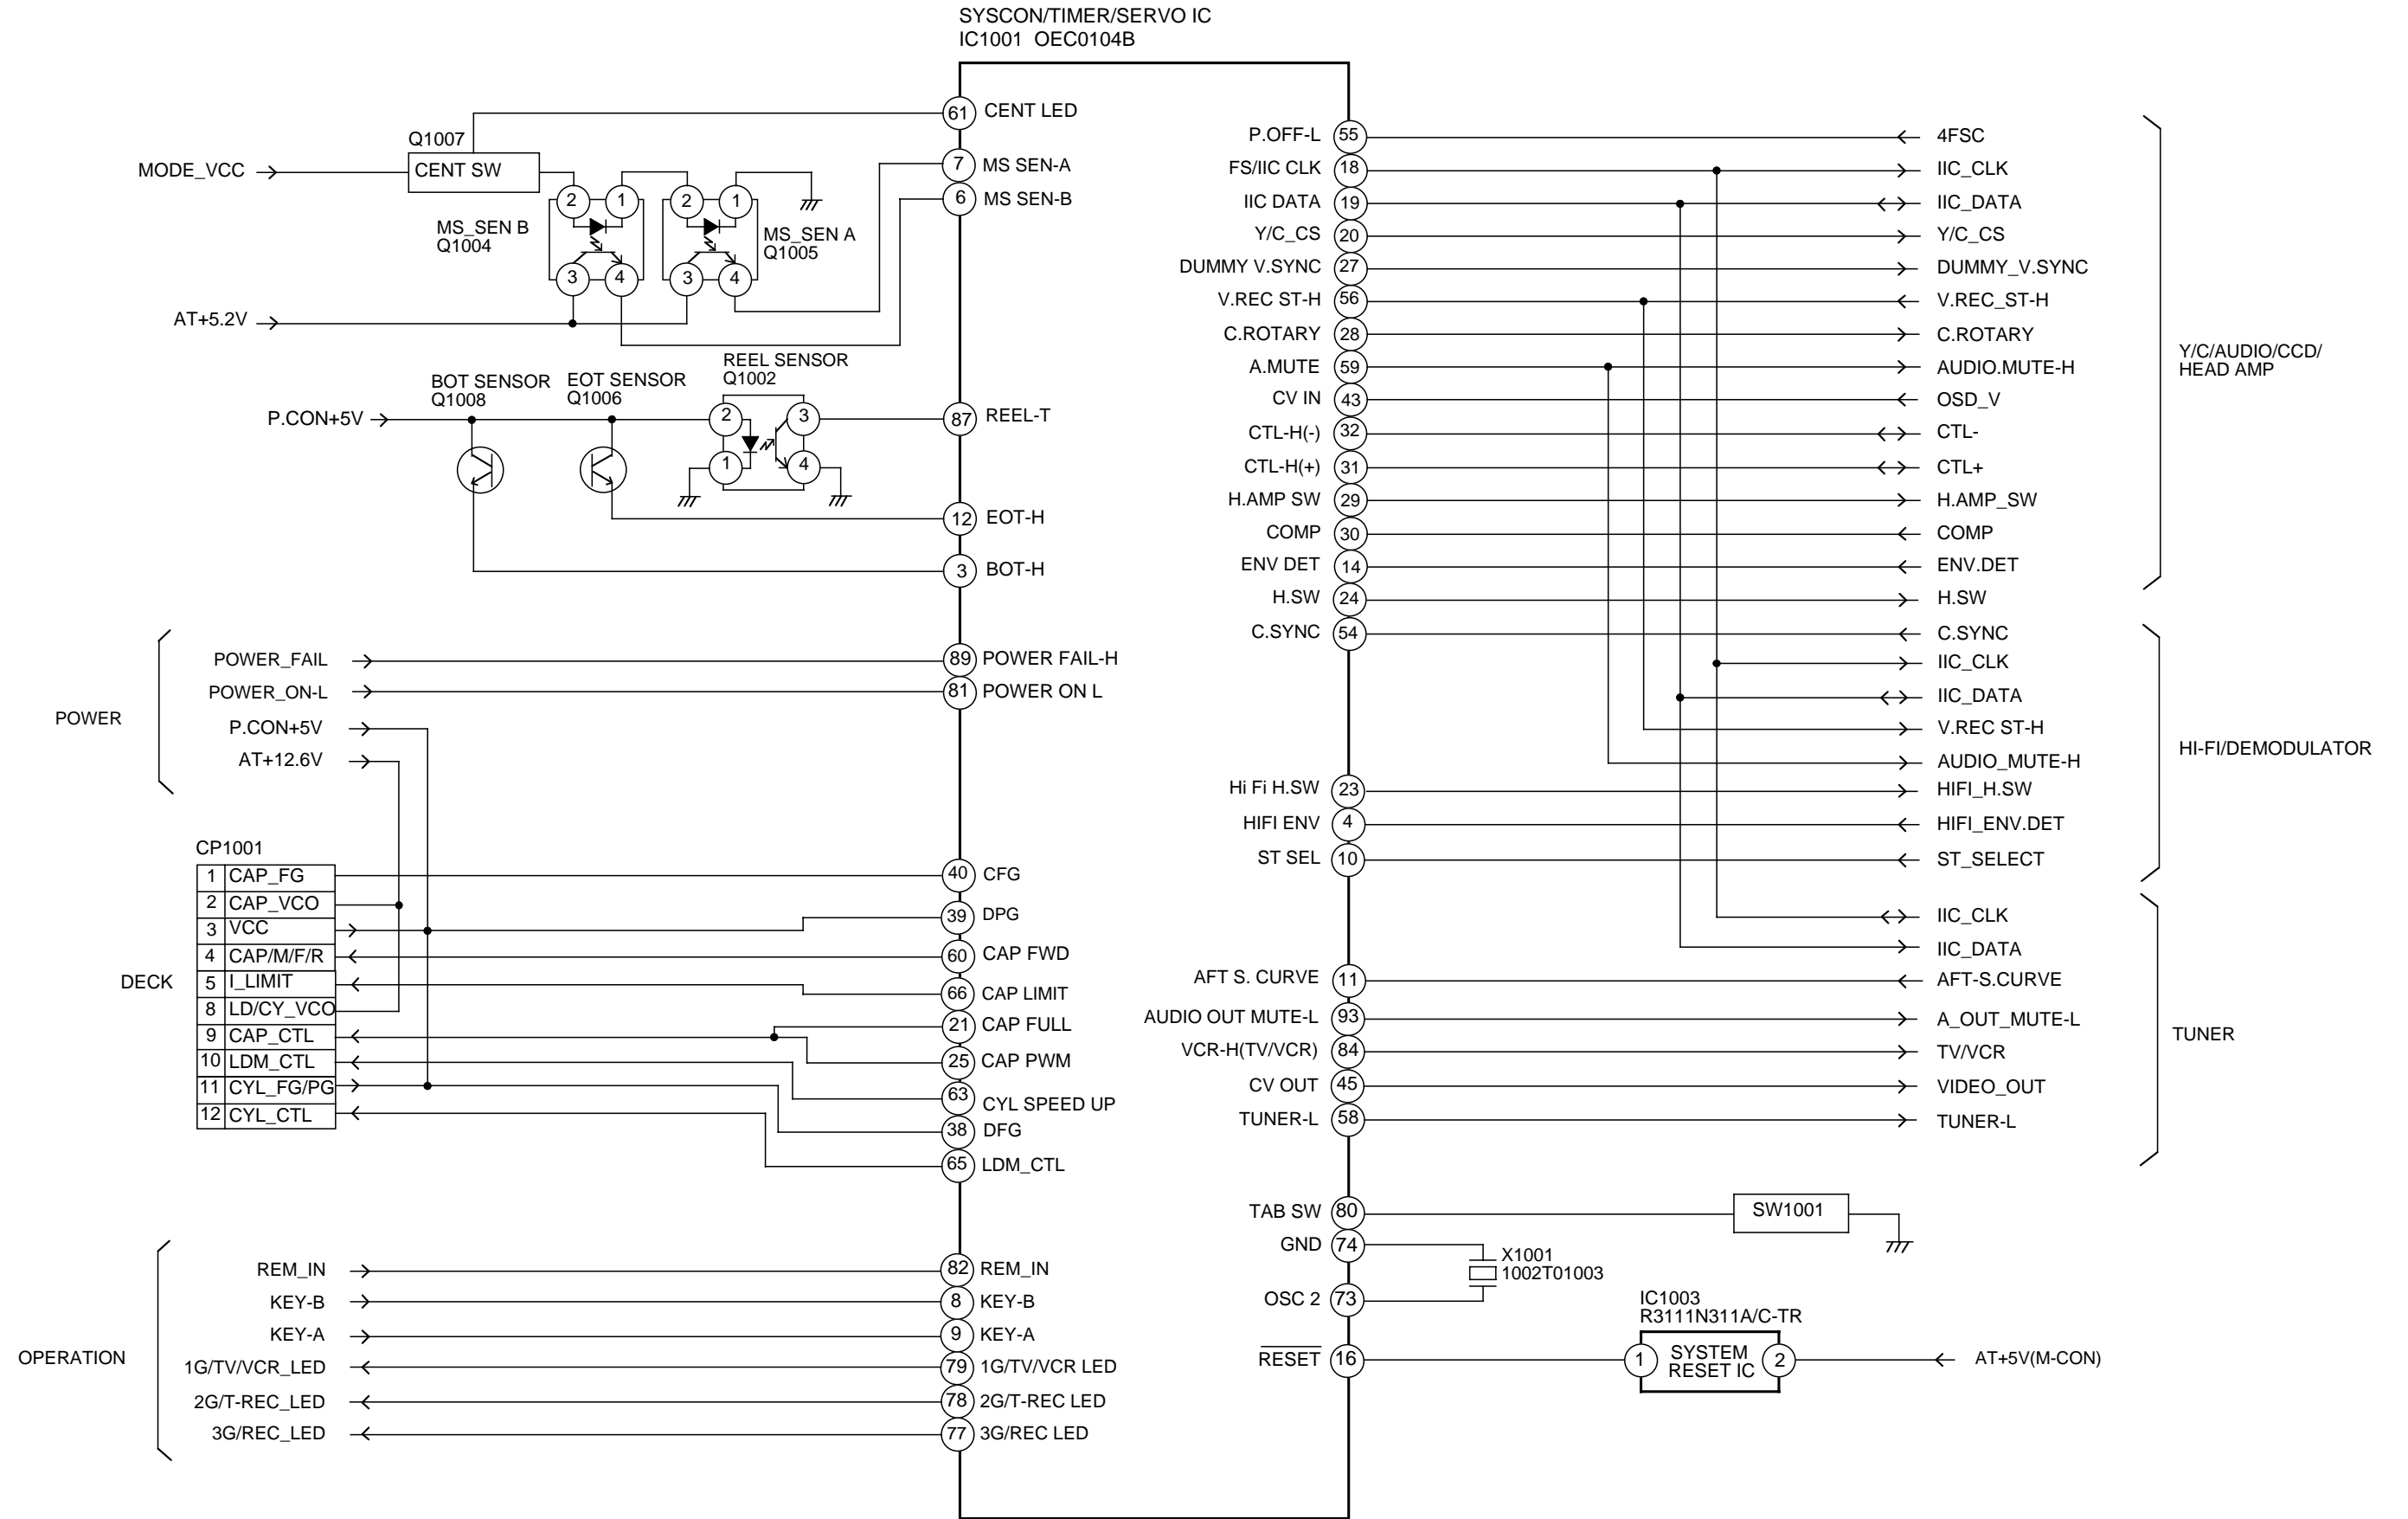 SYSCON/TIMER/SERVO IC
IC1001 OEC0104B
61 CENT LED
Q1007
MODE_VCC
CENT SW
7 MS SEN-A
6 MS SEN-B
2 1 2 1
MS_SEN B
Q1004
MS_SEN A
Q1005
3 4 3 4
AT+5.2V
REEL SENSOR
Q1002
BOT SENSOR
Q1008
EOT SENSOR
Q1006
P.CON+5V
2 3
1 4
87 REEL-T
12 EOT-H
3 BOT-H
POWER
POWER_FAIL
89 POWER FAIL-H
POWER_ON-L
81 POWER ON L
P.CON+5V
AT+12.6V
DECK
CP1001
1 CAP_FG
2 CAP_VCO
3 VCC
4 CAP/M/F/R
5 I_LIMIT
8 LD/CY_VCO
9 CAP_CTL
10 LDM_CTL
11 CYL_FG/PG
12 CYL_CTL
40 CFG
39 DPG
60 CAP FWD
66 CAP LIMIT
21 CAP FULL
25 CAP PWM
63 CYL SPEED UP
38 DFG
65 LDM_CTL
OPERATION
REM_IN 82 REM_IN
KEY-B 8 KEY-B
KEY-A 9 KEY-A
1G/TV/VCR_LED 79 1G/TV/VCR LED
2G/T-REC_LED 78 2G/T-REC LED
3G/REC_LED 77 3G/REC LED
P.OFF-L 55 4FSC
FS/IIC CLK 18 IIC_CLK
IIC DATA 19 IIC_DATA
Y/C_CS 20 Y/C_CS
DUMMY V.SYNC 27 DUMMY_V.SYNC
V.REC ST-H 56 V.REC_ST-H
C.ROTARY 28 C.ROTARY
A.MUTE 59 AUDIO.MUTE-H
CV IN 43 OSD_V
CTL-H(-) 32 CTL-
CTL-H(+) 31 CTL+
H.AMP SW 29 H.AMP_SW
COMP 30 COMP
ENV DET 14 ENV.DET
H.SW 24 H.SW
Y/C/AUDIO/CCD/
HEAD AMP
C.SYNC 54 C.SYNC
IIC_CLK
IIC_DATA
V.REC ST-H
AUDIO_MUTE-H
Hi Fi H.SW 23 HIFI_H.SW
HIFI ENV 4 HIFI_ENV.DET
ST SEL 10 ST_SELECT
HI-FI/DEMODULATOR
IIC_CLK
IIC_DATA
AFT S. CURVE 11 AFT-S.CURVE
AUDIO OUT MUTE-L 93 A_OUT_MUTE-L
VCR-H(TV/VCR) 84 TV/VCR
CV OUT 45 VIDEO_OUT
TUNER-L 58 TUNER-L
TUNER
TAB SW 80 SW1001
GND 74
X1001
1002T01003
OSC 2 73
IC1003
R3111N311A/C-TR
RESET 16
1 SYSTEM
RESET IC 2
AT+5V(M-CON)